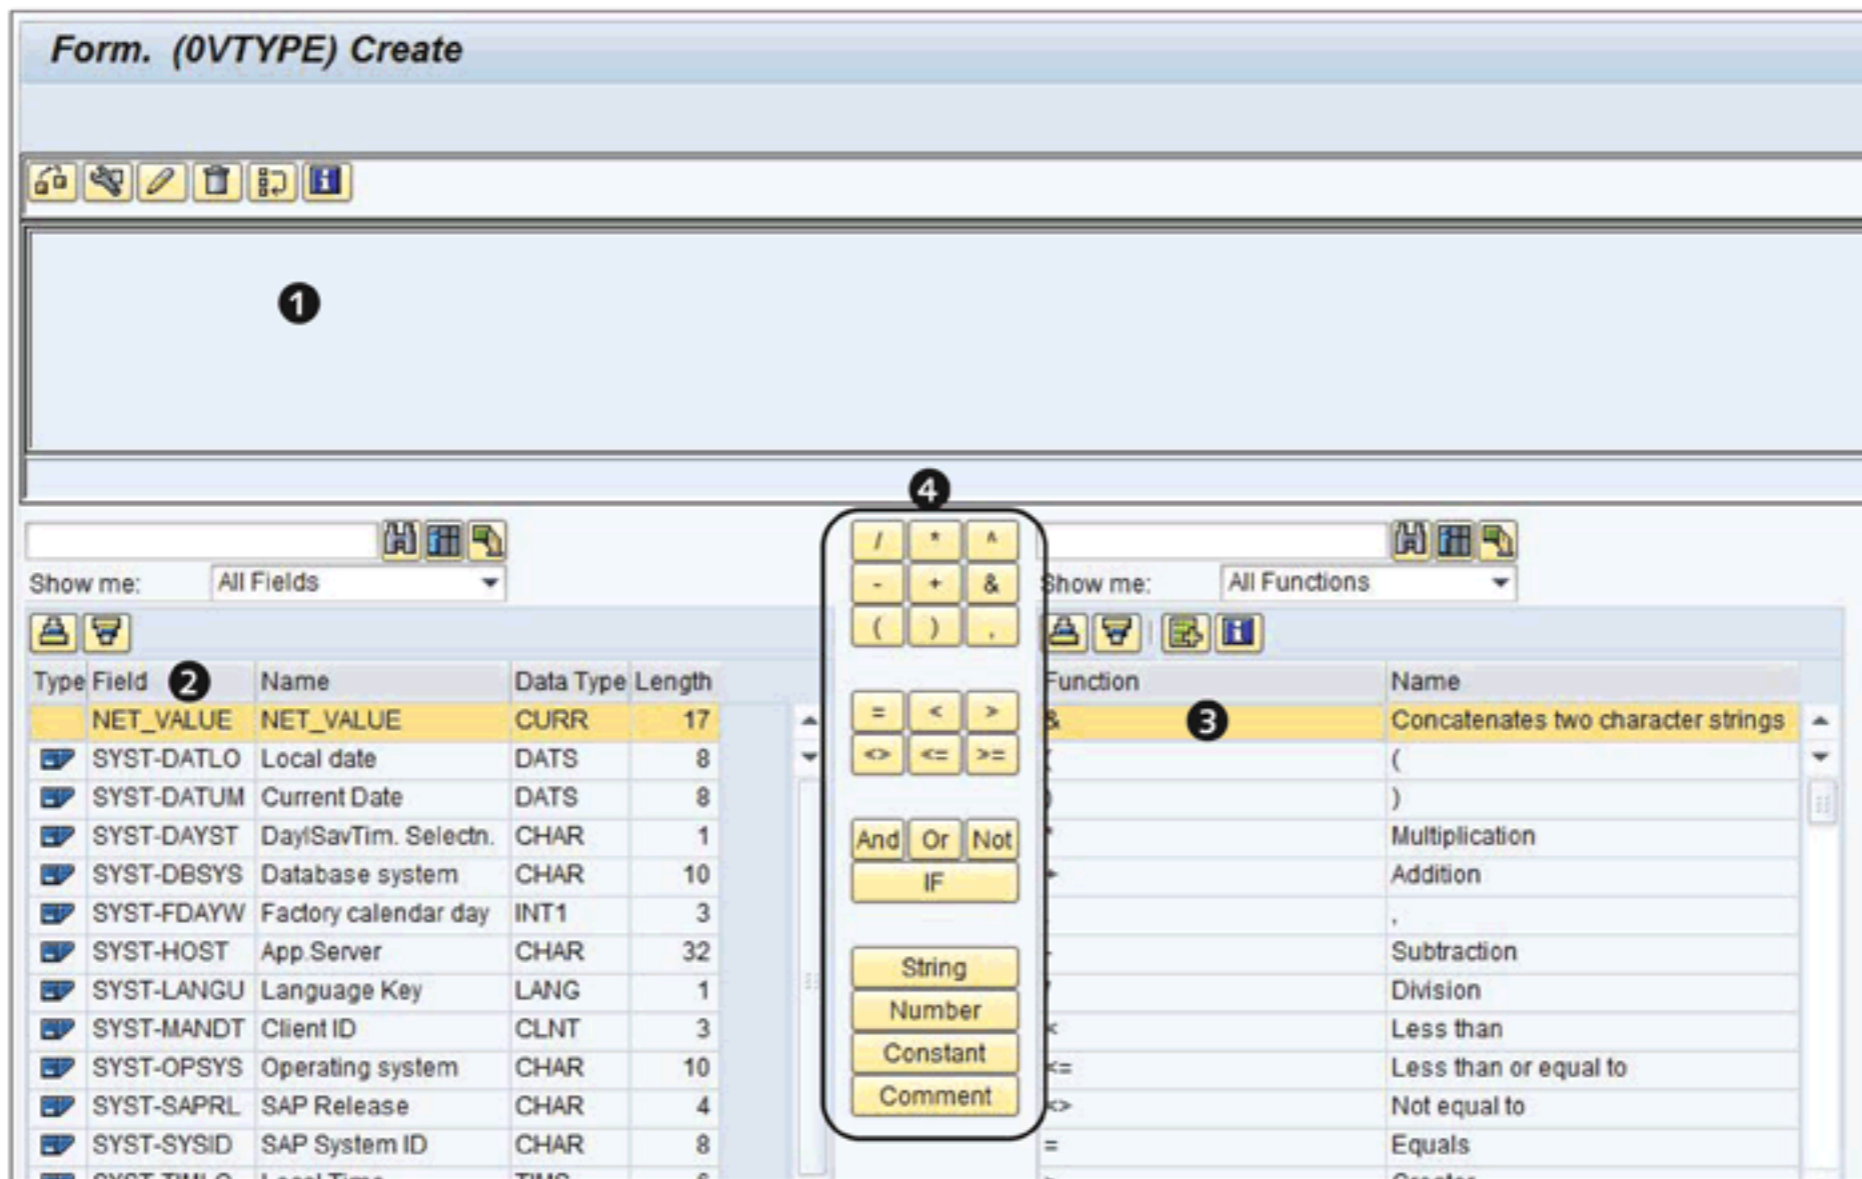 Form. (0VTYPE) Create
1
4
/ * ^
Show me: All Fields
- + &
Show me: All Functions
( ) ,
Type Field 2 Name Data Type Length
Function Name
NET_VALUE NET_VALUE CURR 17
= < >
& 3 Concatenates two character strings
SYST-DATLO Local date DATS 8
<> <= >=
( (
SYST-DATUM Current Date DATS 8
) )
SYST-DAYST DaylSavTim. Selectn. CHAR 1
And Or Not
* Multiplication
SYST-DBSYS Database system CHAR 10
IF
+ Addition
SYST-FDAYW Factory calendar day INT1 3
, ,
SYST-HOST App.Server CHAR 32
String
- Subtraction
SYST-LANGU Language Key LANG 1
Number
/ Division
SYST-MANDT Client ID CLNT 3
Constant
< Less than
SYST-OPSYS Operating system CHAR 10
<= Less than or equal to
SYST-SAPRL SAP Release CHAR 4
Comment
<> Not equal to
SYST-SYSID SAP System ID CHAR 8
= Equals